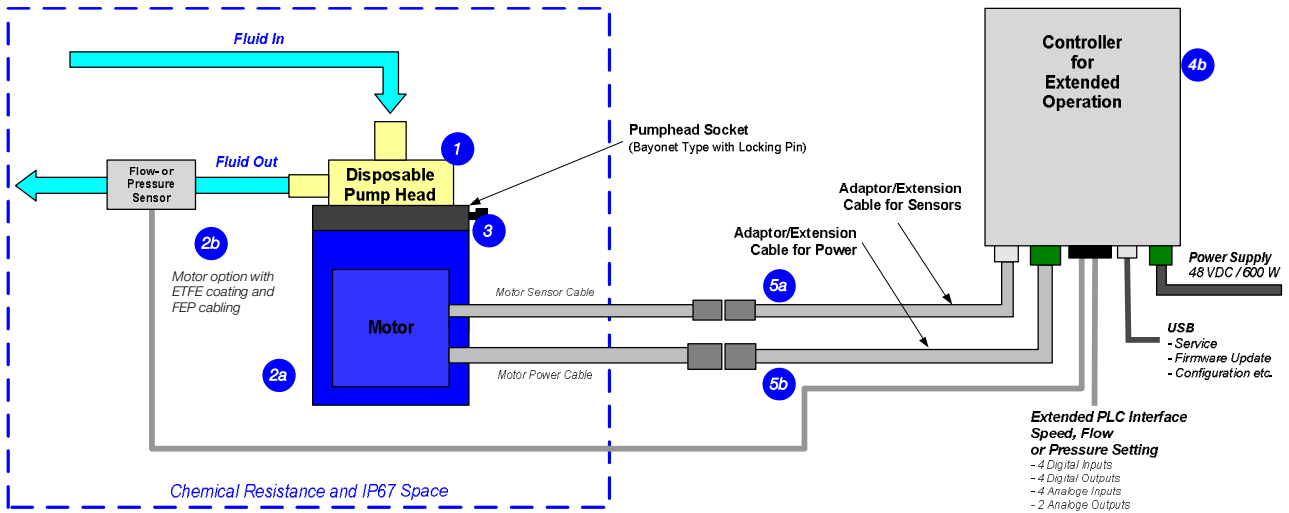 Fluid In
Controller
for
Extended
Operation
4b
Pumphead Socket
(Bayonet Type with Locking Pin)
1
Fluid Out
Flow- or
Pressure
Sensor
Disposable
Pump Head
3
2b
Motor option with
ETFE coating and
FEP cabling
Adaptor/Extension
Cable for Sensors
Adaptor/Extension
Cable for Power
Power Supply
48 VDC / 600 W
5a
Motor Sensor Cable
Motor
2a
Motor Power Cable
5b
USB
- Service
- Firmware Update
- Configuration etc.
Extended PLC Interface
Speed, Flow
or Pressure Setting
- 4 Digital Inputs
- 4 Digital Outputs
- 4 Analoge Inputs
- 2 Analoge Outputs
Chemical Resistance and IP67 Space